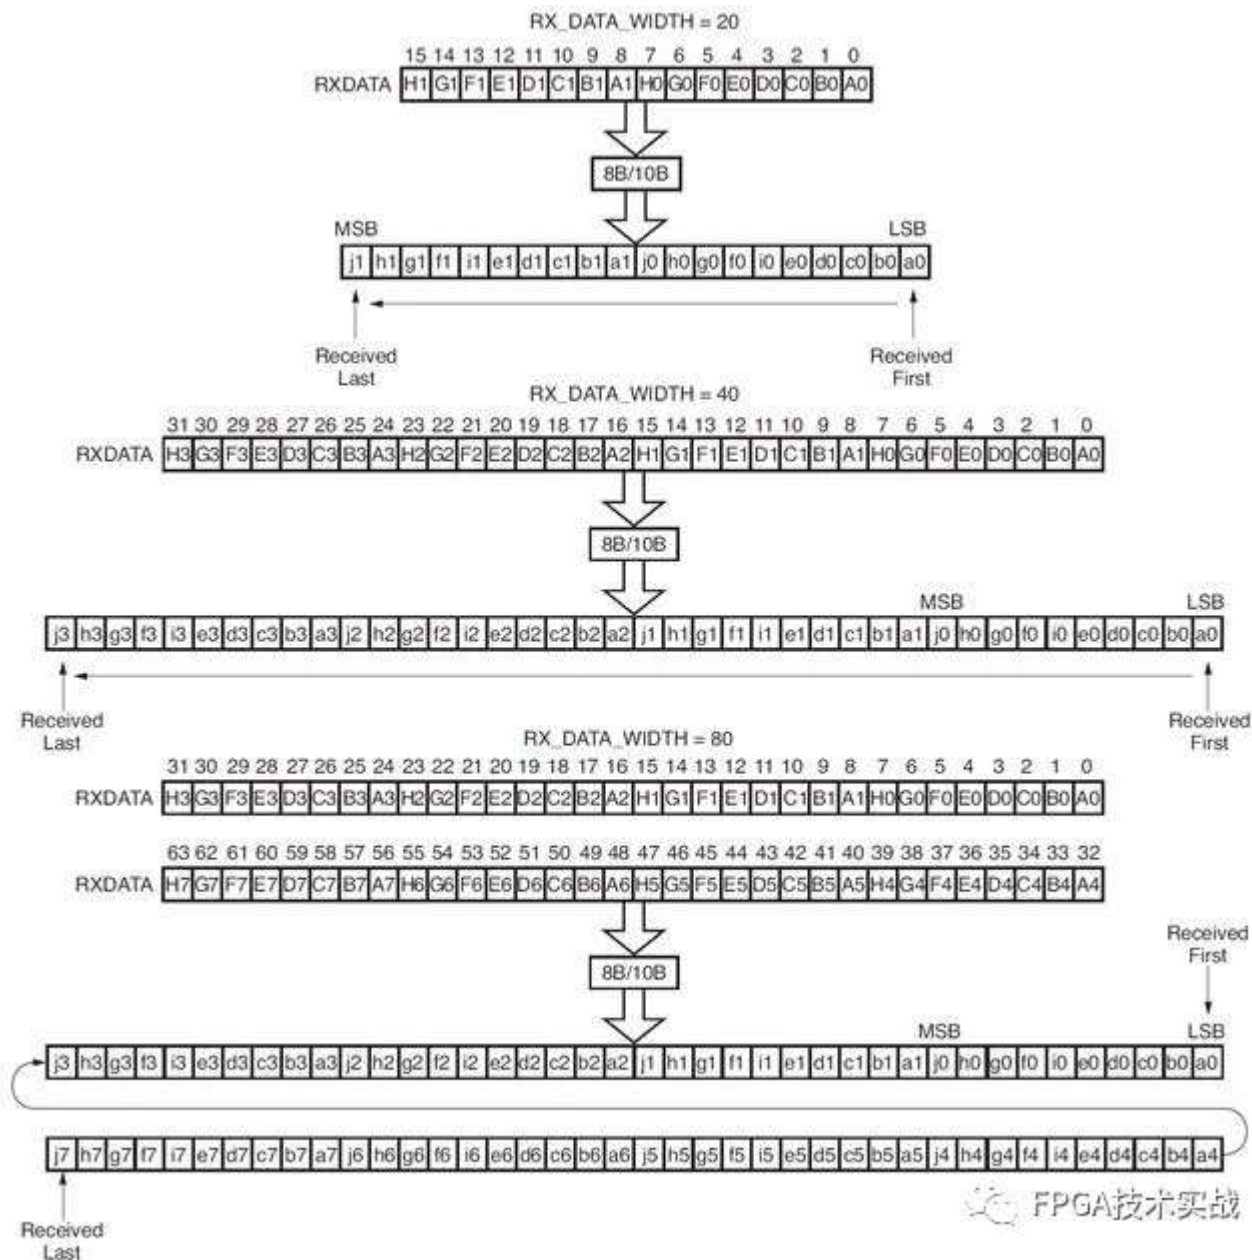 RX_DATA_WIDTH = 20
15 14 13 12 11 10 9 8 7 6 5 4 3 2 1 0
RXDATA H1 G1 F1 E1 D1 C1 B1 A1 H0 G0 F0 E0 D0 C0 B0 A0
8B/10B
MSB LSB
j1 h1 g1 f1 i1 e1 d1 c1 b1 a1 j0 h0 g0 f0 i0 e0 d0 c0 b0 a0
Received Received
Last First
RX_DATA_WIDTH = 40
31 30 29 28 27 26 25 24 23 22 21 20 19 18 17 16 15 14 13 12 11 10 9 8 7 6 5 4 3 2 1 0
RXDATA H3 G3 F3 E3 D3 C3 B3 A3 H2 G2 F2 E2 D2 C2 B2 A2 H1 G1 F1 E1 D1 C1 B1 A1 H0 G0 F0 E0 D0 C0 B0 A0
8B/10B
MSB LSB
j3 h3 g3 f3 i3 e3 d3 c3 b3 a3 j2 h2 g2 f2 i2 e2 d2 c2 b2 a2 j1 h1 g1 f1 i1 e1 d1 c1 b1 a1 j0 h0 g0 f0 i0 e0 d0 c0 b0 a0
Received Received
Last First
RX_DATA_WIDTH = 80
31 30 29 28 27 26 25 24 23 22 21 20 19 18 17 16 15 14 13 12 11 10 9 8 7 6 5 4 3 2 1 0
RXDATA H3 G3 F3 E3 D3 C3 B3 A3 H2 G2 F2 E2 D2 C2 B2 A2 H1 G1 F1 E1 D1 C1 B1 A1 H0 G0 F0 E0 D0 C0 B0 A0
63 62 61 60 59 58 57 56 55 54 53 52 51 50 49 48 47 46 45 44 43 42 41 40 39 38 37 36 35 34 33 32
RXDATA H7 G7 F7 E7 D7 C7 B7 A7 H6 G6 F6 E6 D6 C6 B6 A6 H5 G5 F5 E5 D5 C5 B5 A5 H4 G4 F4 E4 D4 C4 B4 A4
Received
First
8B/10B
MSB LSB
j3 h3 g3 f3 i3 e3 d3 c3 b3 a3 j2 h2 g2 f2 i2 e2 d2 c2 b2 a2 j1 h1 g1 f1 i1 e1 d1 c1 b1 a1 j0 h0 g0 f0 i0 e0 d0 c0 b0 a0
j7 h7 g7 f7 i7 e7 d7 c7 b7 a7 j6 h6 g6 f6 i6 e6 d6 c6 b6 a6 j5 h5 g5 f5 i5 e5 d5 c5 b5 a5 j4 h4 g4 f4 i4 e4 d4 c4 b4 a4
FPGA技术实战
Received
Last